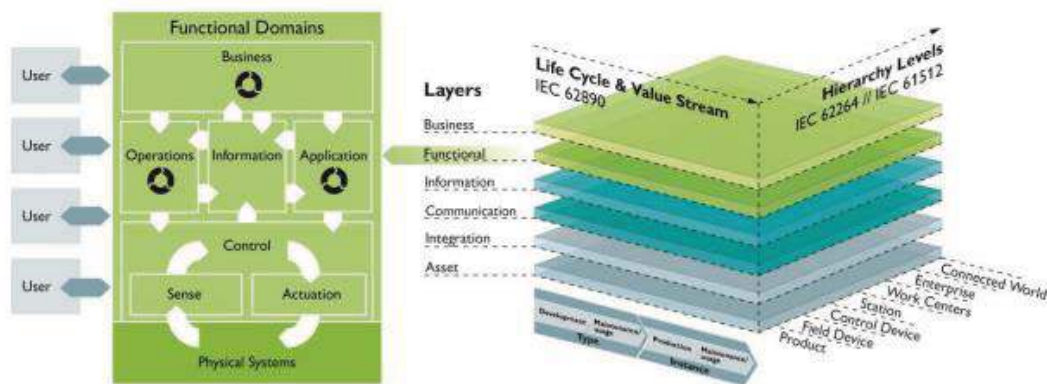 Functional Domains
User
Business
User
Operations
Information
Application
User
Control
User
Sense
Actuation
Physical Systems
Layers
Business
Functional
Information
Communication
Integration
Asset
Life Cycle & Value Stream
IEC 62890
Hierarchy Levels
IEC 62264 // IEC 61512
Connected World
Enterprise
Work Centers
Station
Control Device
Field Device
Product
Development
Maintenance/
usage
Type
Production
Maintenance/
usage
Instance